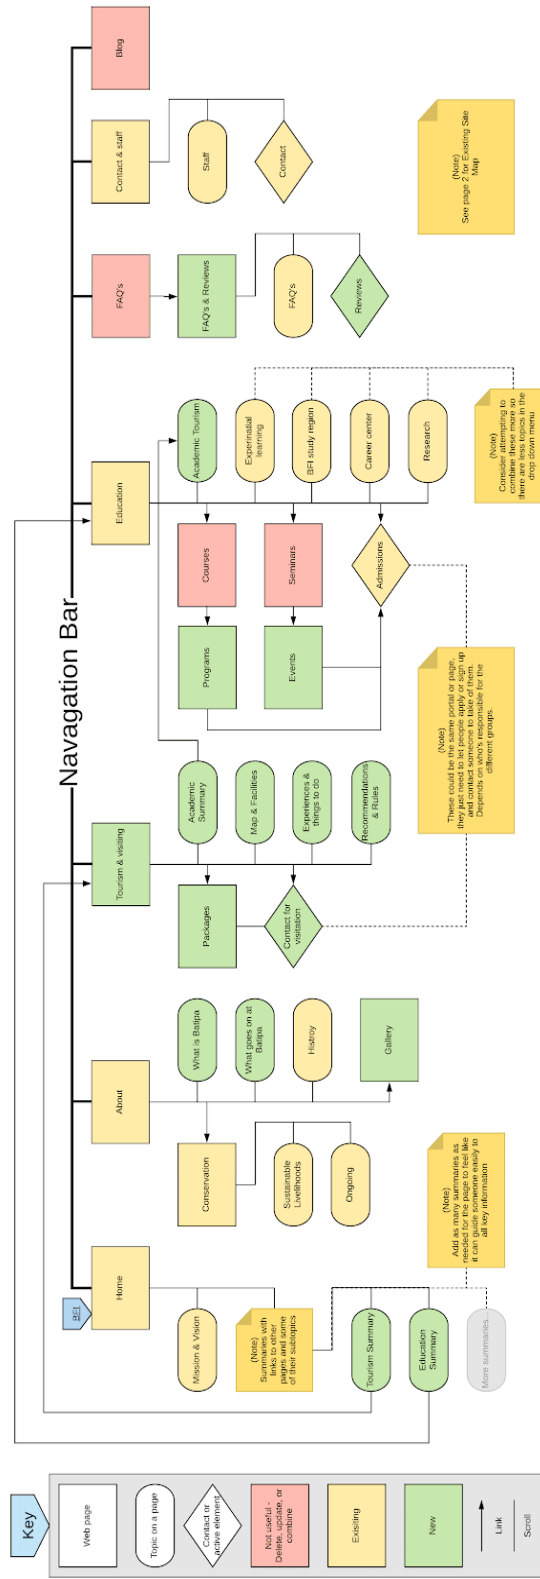 Key
Web page
Topic on a page
Contact or
active element
Not useful -
Delete, update, or
combine
Exisiting
New
Link
Scroll
Navagation Bar
BFI
Home
Mission & Vision
(Note)
Summaries with
links to other
pages and some
of their subtopics
Tourism Summary
Education
Summary
More summaries...
(Note)
Add as many summaries as
needed for the page to feel like
it can guide someone easily to
all key information
About
What is Batipa
What goes on at
Batipa
Histroy
Gallery
Conservation
Sustainable
Livelihoods
Ongoing
Tourism & visiting
Academic
Summary
Map & Facilities
Experiences &
things to do
Recommendations
& Rules
Packages
Contact for
visitation
(Note)
These could be the same portal or page,
they just need to let people apply or sign up
and contact someone to take of them.
Depends on who's responsible for the
different groups.
Education
Academic Tourism
Experinatial
learning
BFI study region
Career center
Research
Courses
Seminars
Admissions
Programs
Events
(Note)
Consider attempting to
combine these more so
there are less topics in the
drop down menu
FAQ's
FAQ's & Reviews
FAQ's
Reviews
Contact & staff
Staff
Contact
Blog
(Note)
See page 2 for Existing Site
Map